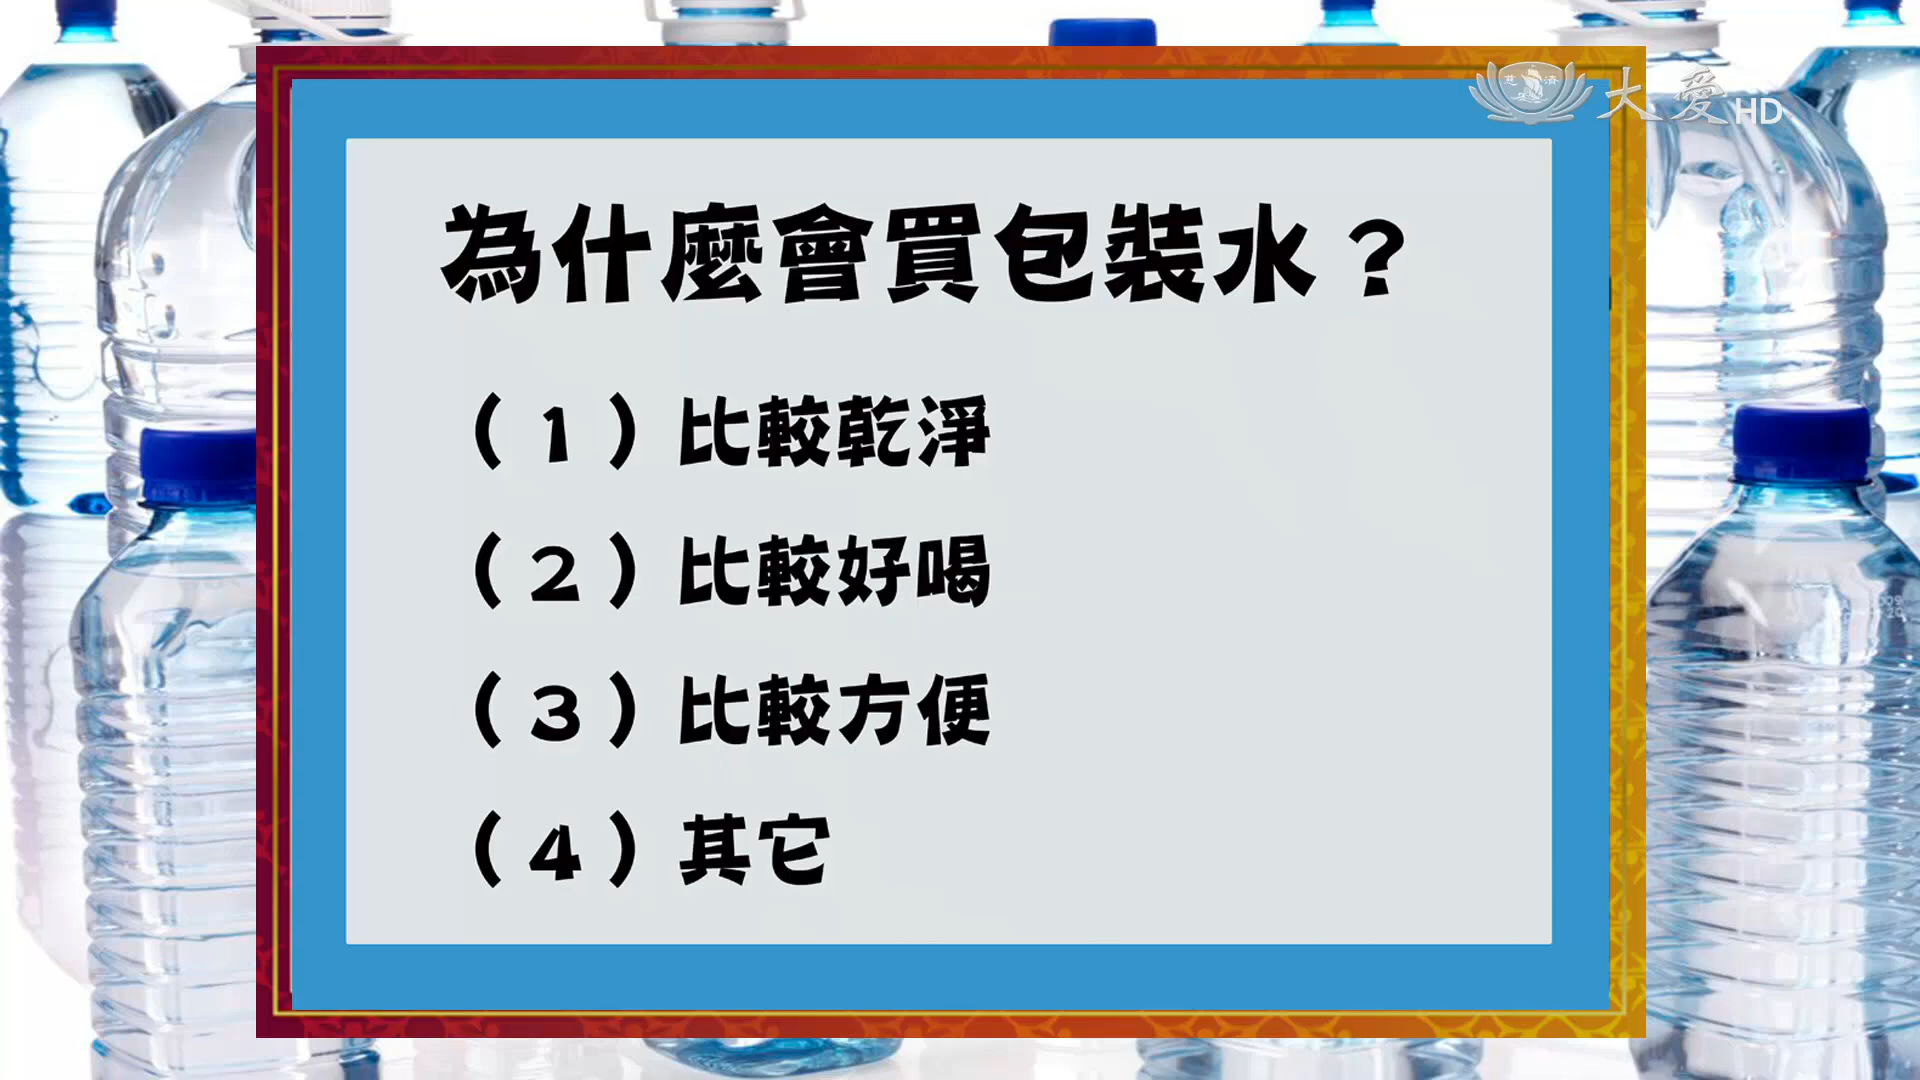 大愛HD
為什麼會買包裝水？
（1）比較乾淨
（2）比較好喝
（3）比較方便
（4）其它